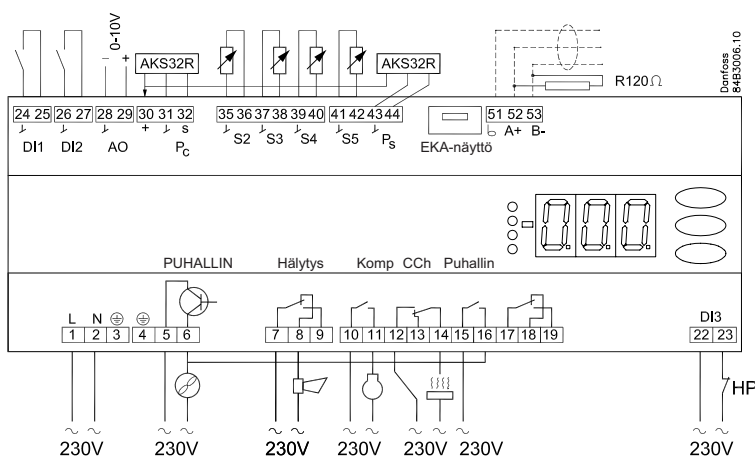 0-10V
– +
AKS32R
AKS32R
R120Ω
Danfoss
84B3006.10
24 25 26 27 28 29 30 31 32 35 36 37 38 39 40 41 42 43 44 51 52 53
+ s
DI1 DI2 AO Pc S2 S3 S4 S5 Ps EKA-näyttö A+ B-
PUHALLIN Hälytys Komp CCh Puhallin
L N
1 2 3 4 5 6 7 8 9 10 11 12 13 14 15 16 17 18 19
DI3
22 23
HP
~ ~ ~ ~ ~ ~ ~ ~ ~ ~ ~ ~ ~
230V 230V 230V 230V 230V 230V 230V